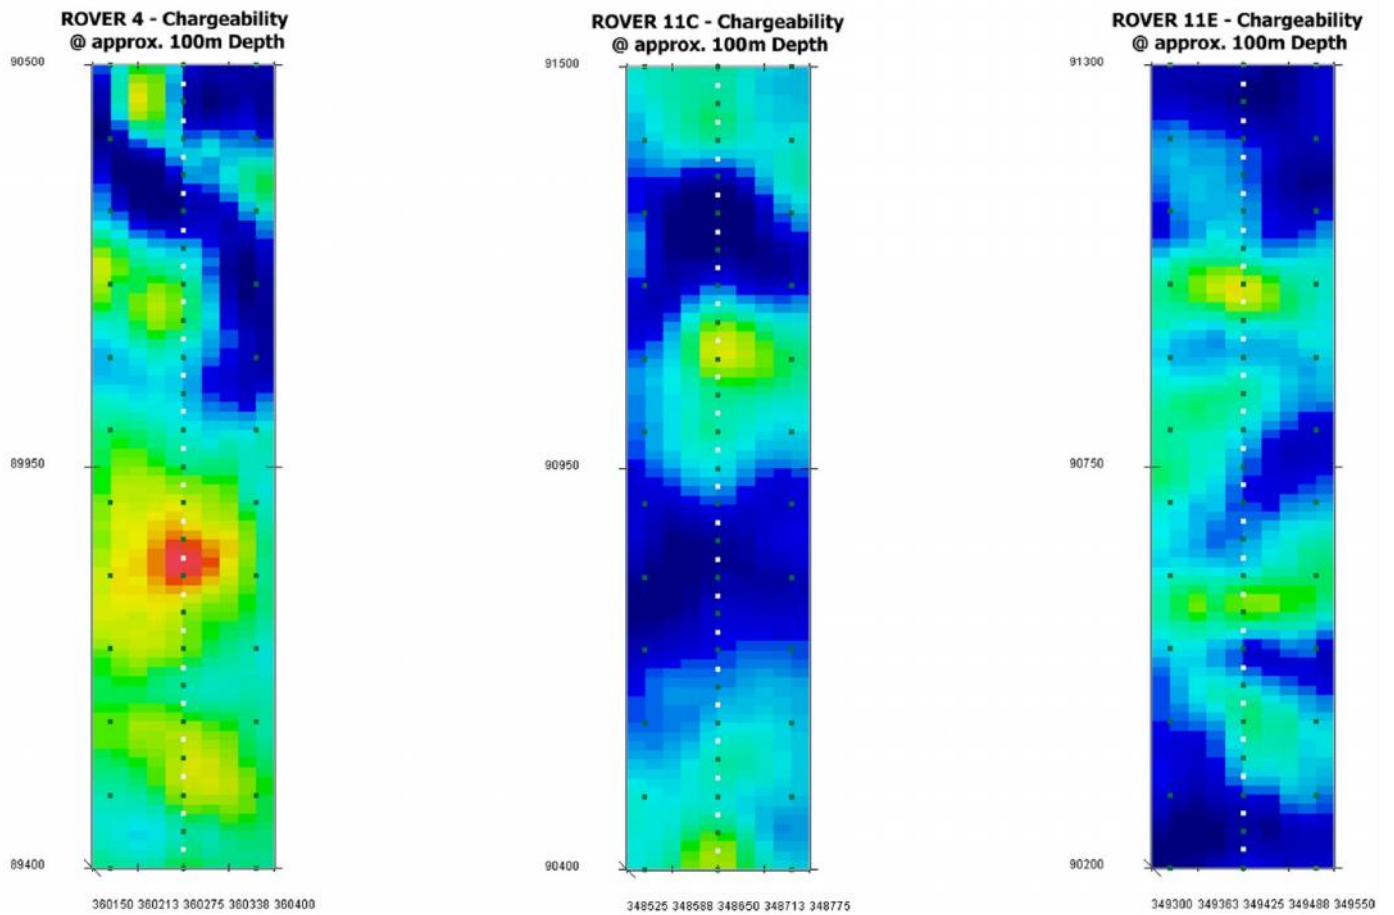 ROVER 4 - Chargeability
@ approx. 100m Depth
90500
89950
89400
360150 360213 360275 360338 360400
ROVER 11C - Chargeability
@ approx. 100m Depth
91500
90950
90400
348525 348588 348650 348713 348775
ROVER 11E - Chargeability
@ approx. 100m Depth
91300
90750
90200
349300 349363 349425 349488 349550